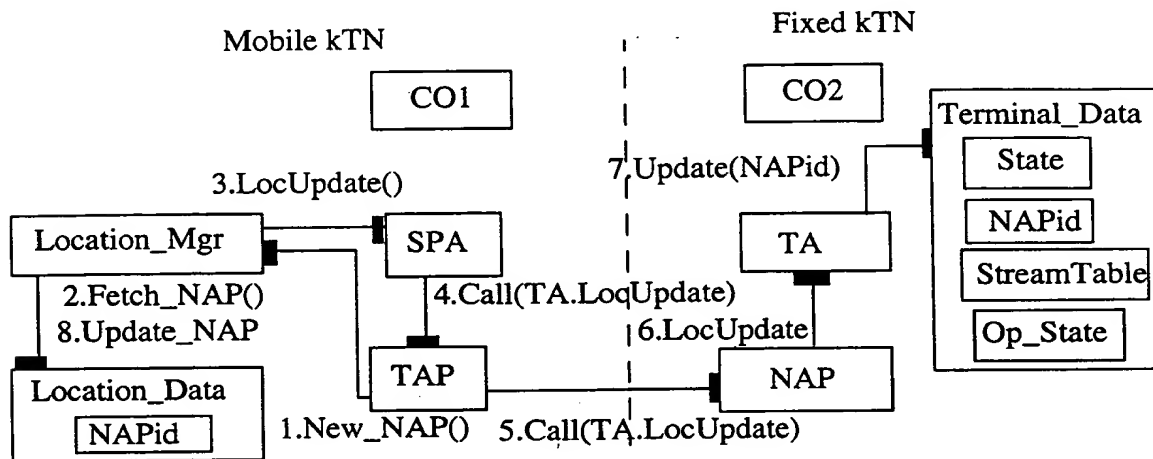 Mobile kTN
Fixed kTN
CO1
CO2
Terminal_Data
State
NAPid
StreamTable
Op_State
3.LocUpdate()
7.Update(NAPid)
Location_Mgr
SPA
TA
2.Fetch_NAP()
8.Update_NAP
4.Call(TA.LocUpdate)
6.LocUpdate
Location_Data
NAPid
TAP
NAP
1.New_NAP()
5.Call(TA.LocUpdate)